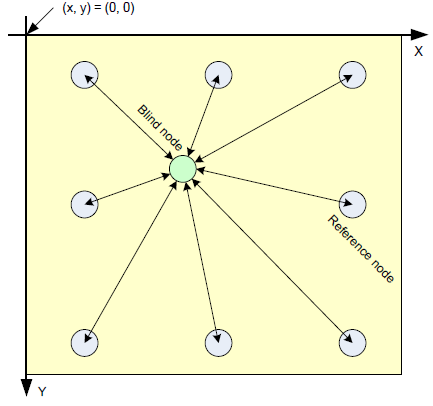 (x, y) = (0, 0)
X
Blind node
Reference node
Y